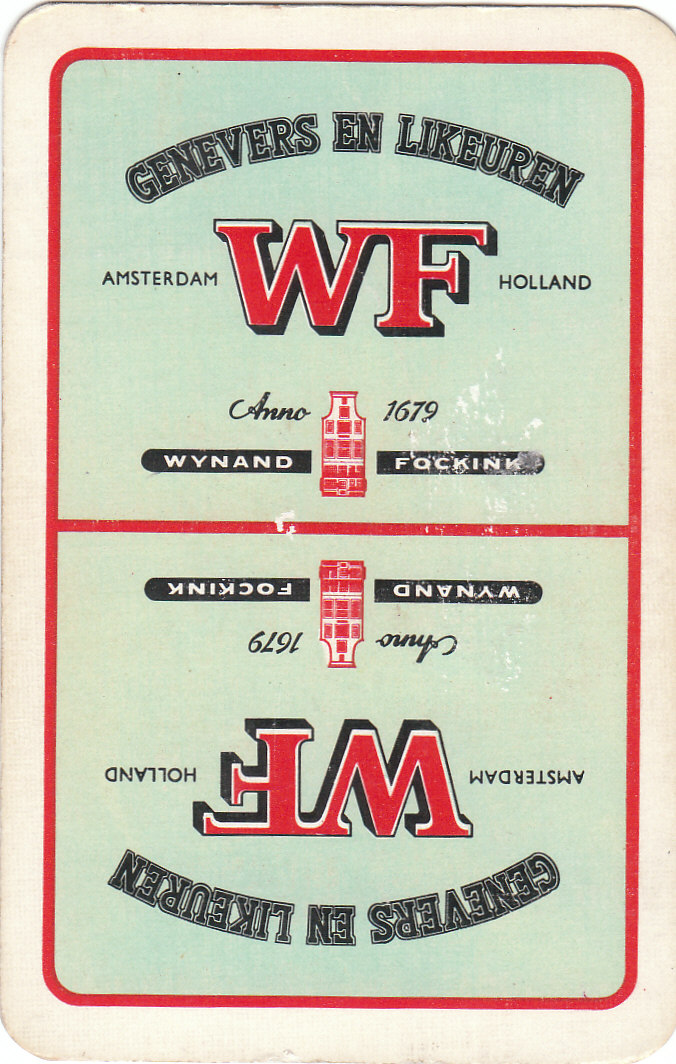 GENEVERS EN LIKEUREN
AMSTERDAM WF HOLLAND
Anno 1679
WYNAND FOCKINK
WYNAND FOCKINK
Anno 1679
AMSTERDAM WF HOLLAND
GENEVERS EN LIKEUREN